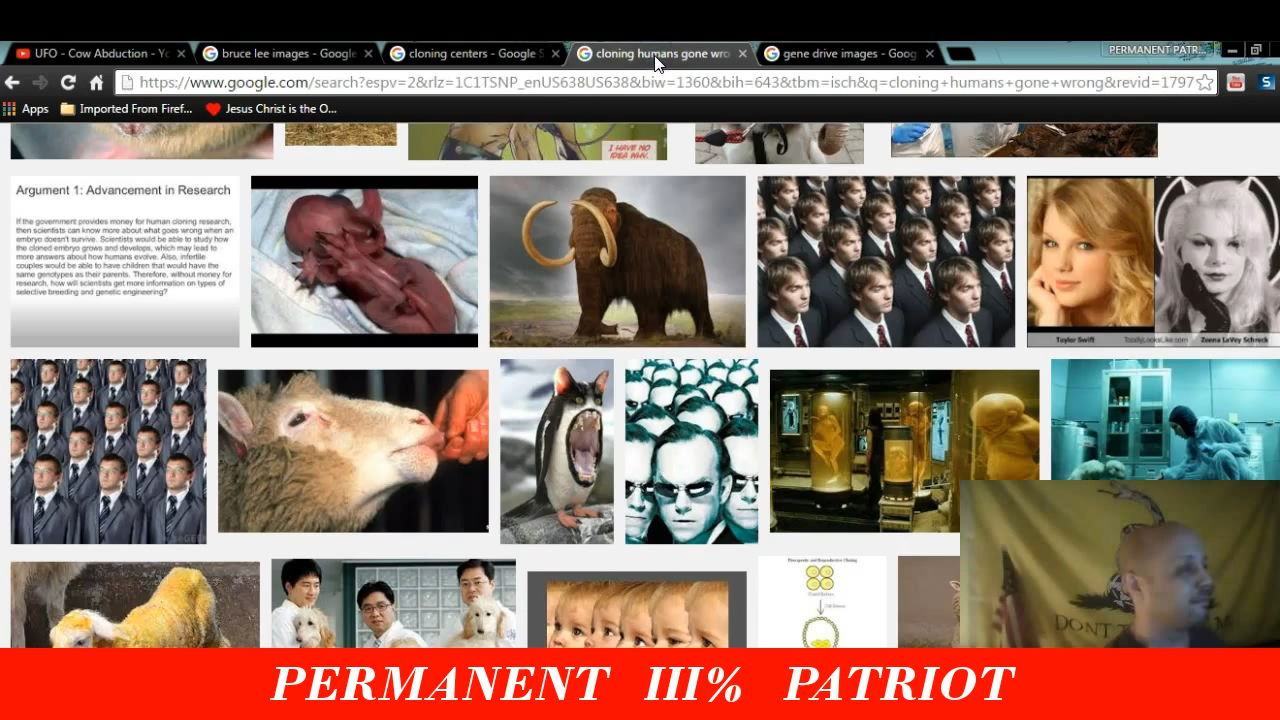 UFO - Cow Abduction - Yo
bruce lee images - Google
cloning centers - Google S
cloning humans gone wro
gene drive images - Goog
PERMANENT PATR...
https://www.google.com/search?espv=2&rlz=1C1TSNP_enUS638US638&biw=1360&bih=643&tbm=isch&q=cloning+humans+gone+wrong&revid=1797
Apps
Imported From Firef...
Jesus Christ is the O...
I HAVE NO
IDEA WHY.
Argument 1: Advancement in Research
If the government provides money for human cloning research,
then scientists can know more about what goes wrong when an
embryo doesn't survive. Scientists would be able to study how
the cloned embryo grows and develops, which may lead to
more answers about how humans evolve. Also, infertile
couples would be able to have children that would have the
same genotypes as their parents. Therefore, without money for
research, how will scientists get more information on types of
selective breeding and genetic engineering?
Taylor Swift
TotallyLooksLike.com
Zeena LaVey Schreck
Therapeutic and Reproductive Cloning
DONT T
M
PERMANENT III% PATRIOT